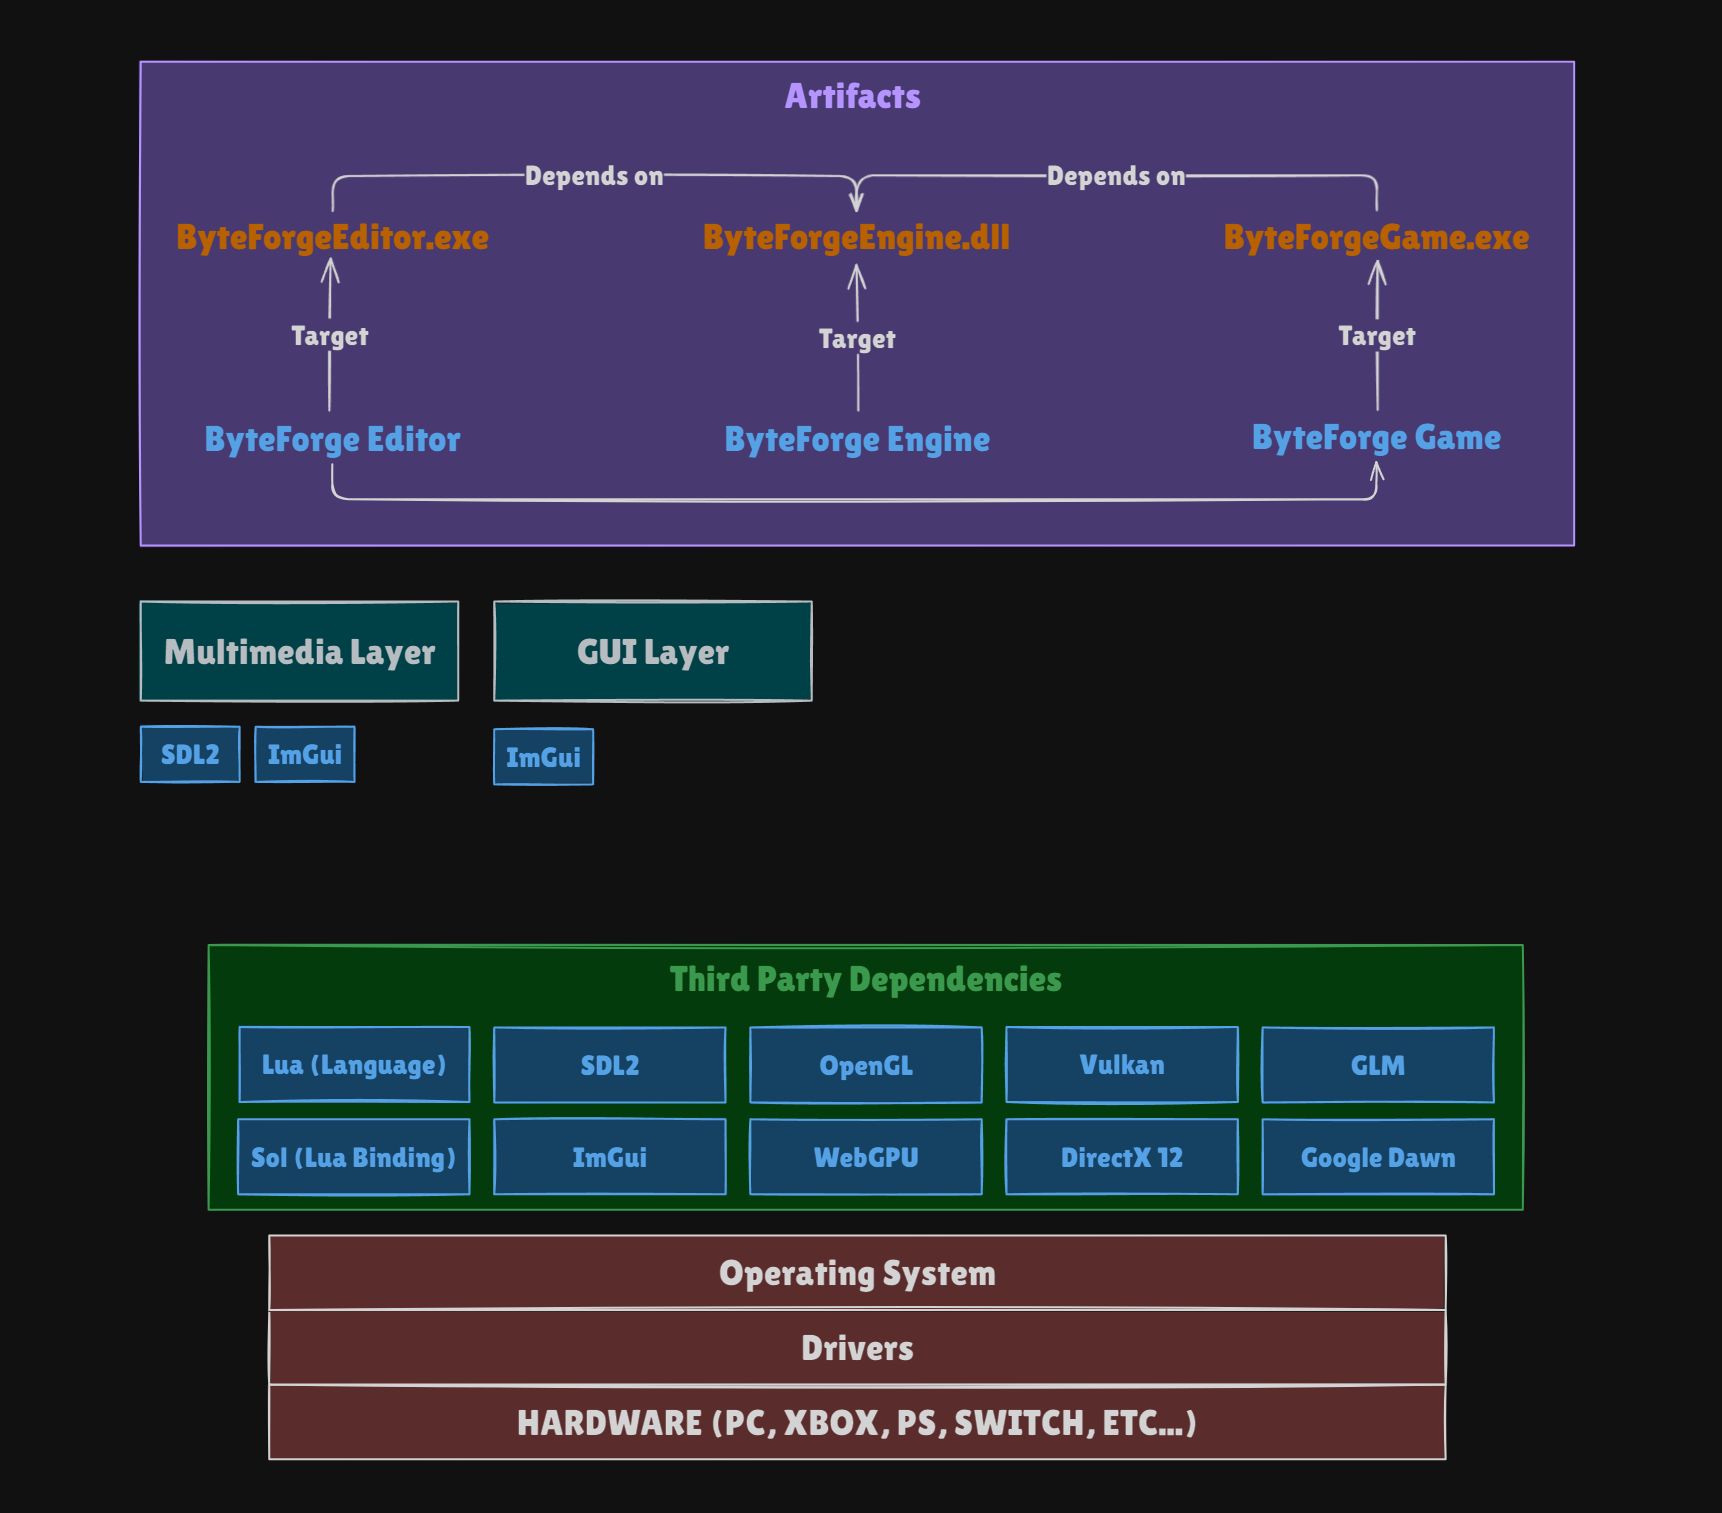 Artifacts
Depends on
Depends on
ByteForgeEditor.exe
ByteForgeEngine.dll
ByteForgeGame.exe
Target
Target
Target
ByteForge Editor
ByteForge Engine
ByteForge Game
Multimedia Layer
GUI Layer
SDL2
ImGui
ImGui
Third Party Dependencies
Lua (Language)
SDL2
OpenGL
Vulkan
GLM
Sol (Lua Binding)
ImGui
WebGPU
DirectX 12
Google Dawn
Operating System
Drivers
HARDWARE (PC, XBOX, PS, SWITCH, ETC...)